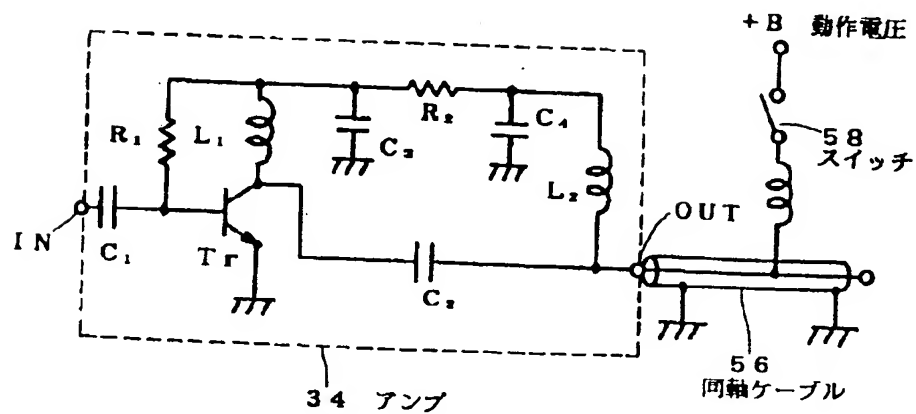 +B 動作電圧
R₁
L₁
C₃
R₂
C₄
L₂
58
スイッチ
OUT
IN
C₁
Tr
C₂
56
同軸ケーブル
34 アンプ